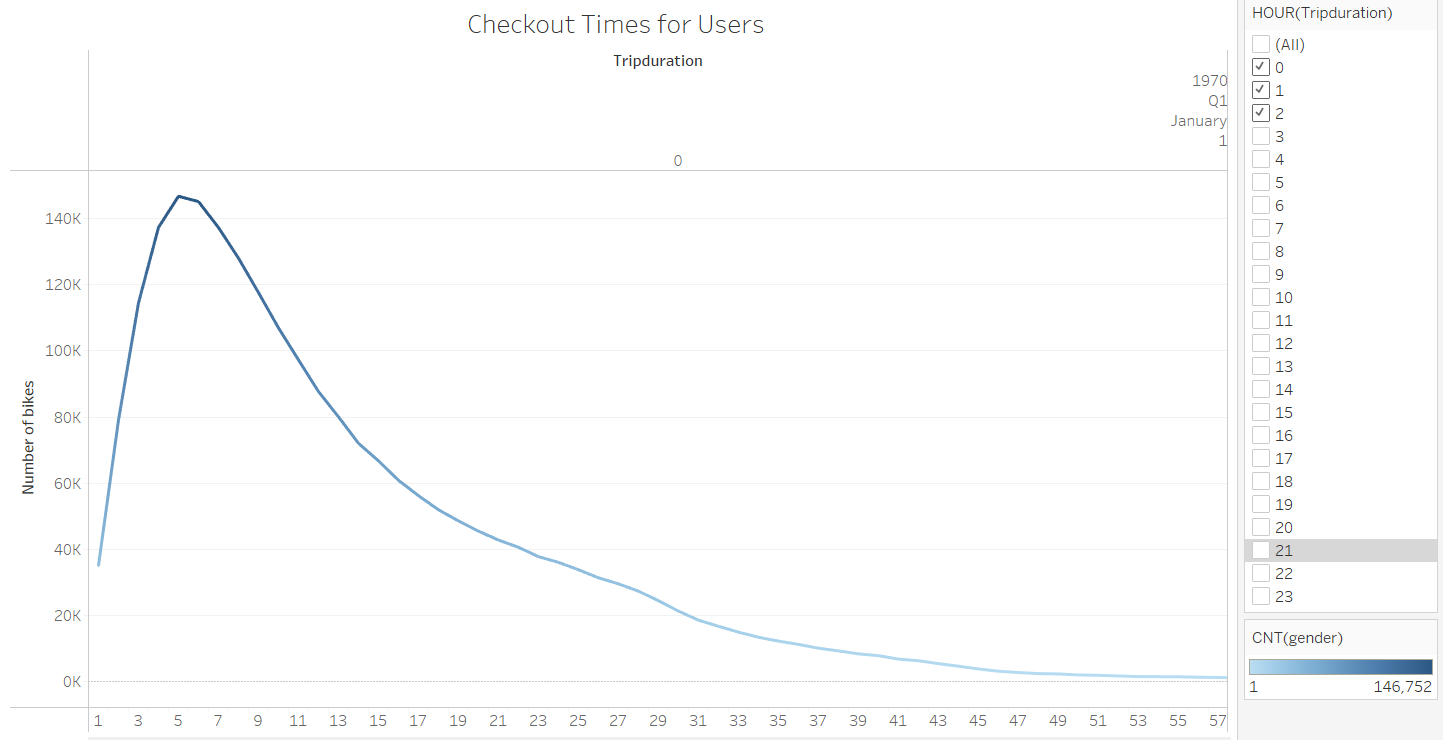 Checkout Times for Users
Tripduration
1970
Q1
January
1
0
Number of bikes
140K
120K
100K
80K
60K
40K
20K
0K
1 3 5 7 9 11 13 15 17 19 21 23 25 27 29 31 33 35 37 39 41 43 45 47 49 51 53 55 57
HOUR(Tripduration)
(All)
0
1
2
3
4
5
6
7
8
9
10
11
12
13
14
15
16
17
18
19
20
21
22
23
CNT(gender)
1 146,752